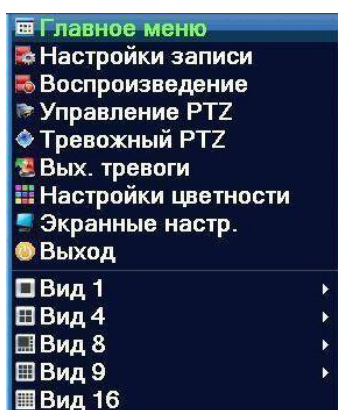 Главное меню
Настройки записи
Воспроизведение
Управление PTZ
Тревожный PTZ
Вых. тревоги
Настройки цветности
Экранные настр.
Выход
Вид 1
Вид 4
Вид 8
Вид 9
Вид 16